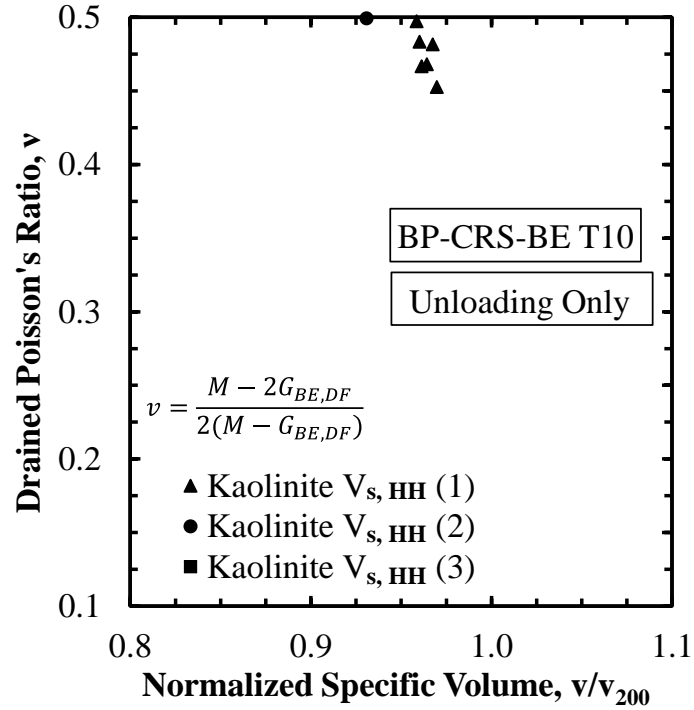 Drained Poisson's Ratio, ν
0.5
0.4
0.3
0.2
0.1
BP-CRS-BE T10
Unloading Only
ν = (M − 2G_BE,DF) / (2(M − G_BE,DF))
Kaolinite V_s, HH (1)
Kaolinite V_s, HH (2)
Kaolinite V_s, HH (3)
0.8 0.9 1.0 1.1
Normalized Specific Volume, v/v_200